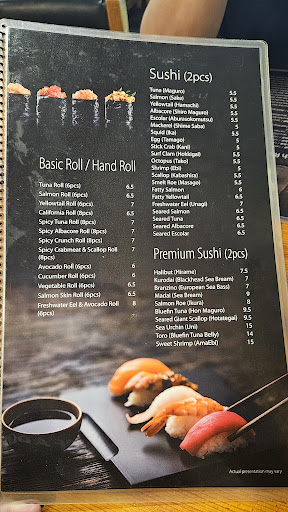 Sushi (2pcs)
Tuna (Maguro) 5.5
Salmon (Sake) 5.5
Yellowtail (Hamachi) 5.5
Albacore (Shiro Maguro) 5.5
Escolar (Abunsookomutsu) 5.5
Mackerel (Shime Saba) 5
Squid (Ika) 5.5
Egg (Tamago) 5
Stick Crab (Kani) 5
Surf Clam (Hokkigai) 5.5
Octopus (Tako) 5.5
Shrimp (Ebi) 5.5
Scallop (Kabashira) 5.5
Smelt Roe (Masago) 5.5
Fatty Salmon 6
Fatty Yellowtail 6
Freshwater Eel (Unagi) 7
Seared Salmon 6
Seared Tuna 6
Seared Albacore 6
Seared Escolar 6
Basic Roll / Hand Roll
Tuna Roll (6pcs) 6.5
Salmon Roll (6pcs) 6.5
Yellowtail Roll (6pcs) 6.5
California Roll (8pcs) 6.5
Spicy Tuna Roll (8pcs) 7
Spicy Albacore Roll (8pcs) 7
Spicy Crunch Roll (8pcs) 7
Spicy Crabmeat & Scallop Roll 7
(8pcs)
Avocado Roll (6pcs) 6
Cucumber Roll (6pcs) 6
Vegetable Roll (6pcs) 6.5
Salmon Skin Roll (6pcs) 6.5
Freshwater Eel & Avocado Roll 8
(6pcs)
Premium Sushi (2pcs)
Halibut (Hirame) 7.5
Kurodai (Blackhead Sea Bream) 7
Branzino (European Sea Bass) 7
Madai (Sea Bream) 9
Salmon Roe (Ikura) 8
Bluefin Tuna (Hon Maguro) 9.5
Seared Giant Scallop (Hotategai) 9.5
Sea Urchin (Uni) 15
Toro (Bluefin Tuna Belly) 14
Sweet Shrimp (AmaEbi) 15
Actual presentation may vary